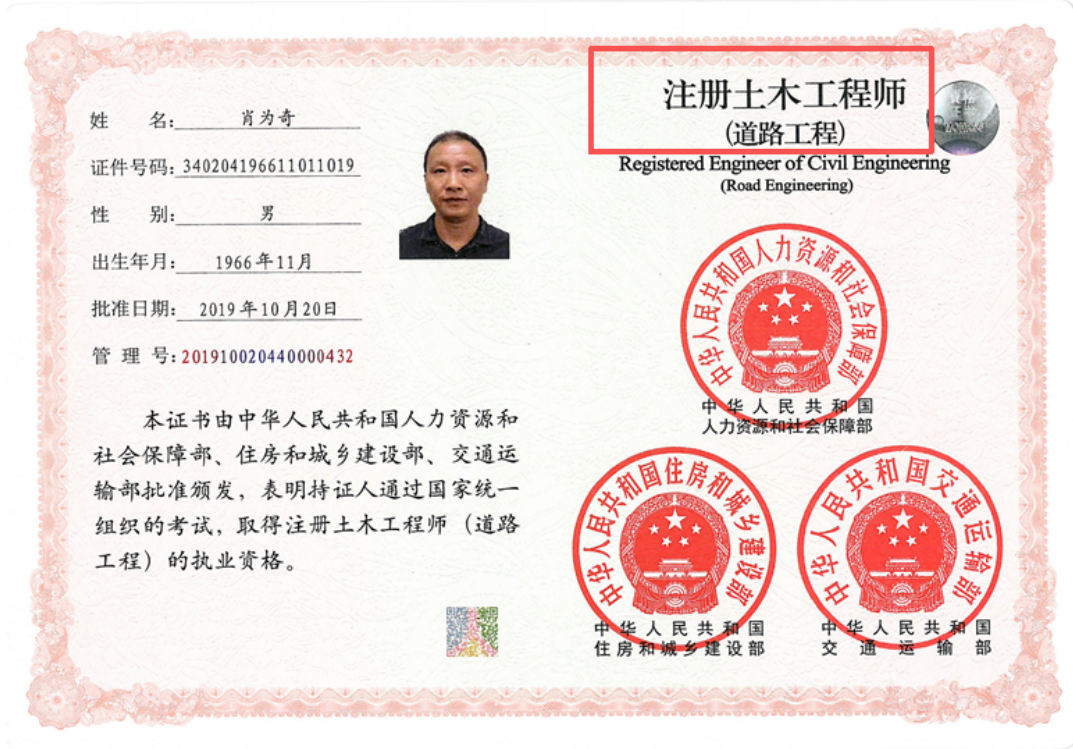 姓名:肖为奇
证件号码:340204196611011019
性别:男
出生年月:1966年11月
批准日期:2019年10月20日
管理号:201910020440000432
本证书由中华人民共和国人力资源和
社会保障部、住房和城乡建设部、交通运
输部批准颁发，表明持证人通过国家统一
组织的考试，取得注册土木工程师（道路
工程）的执业资格。
注册土木工程师
(道路工程)
Registered Engineer of Civil Engineering
(Road Engineering)
中华人民共和国人力资源和社会保障部
中华人民共和国
人力资源和社会保障部
中华人民共和国住房和城乡建设部
中华人民共和国
住房和城乡建设部
中华人民共和国交通运输部
中华人民共和国
交通运输部